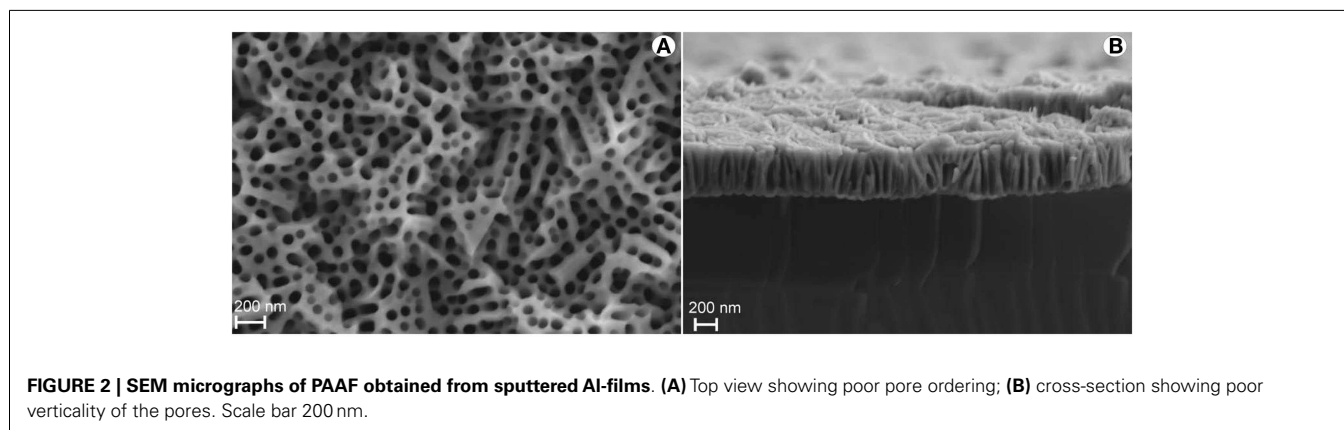 A
B
200 nm
200 nm
FIGURE 2 | SEM micrographs of PAAF obtained from sputtered Al-films. (A) Top view showing poor pore ordering; (B) cross-section showing poor
verticality of the pores. Scale bar 200 nm.